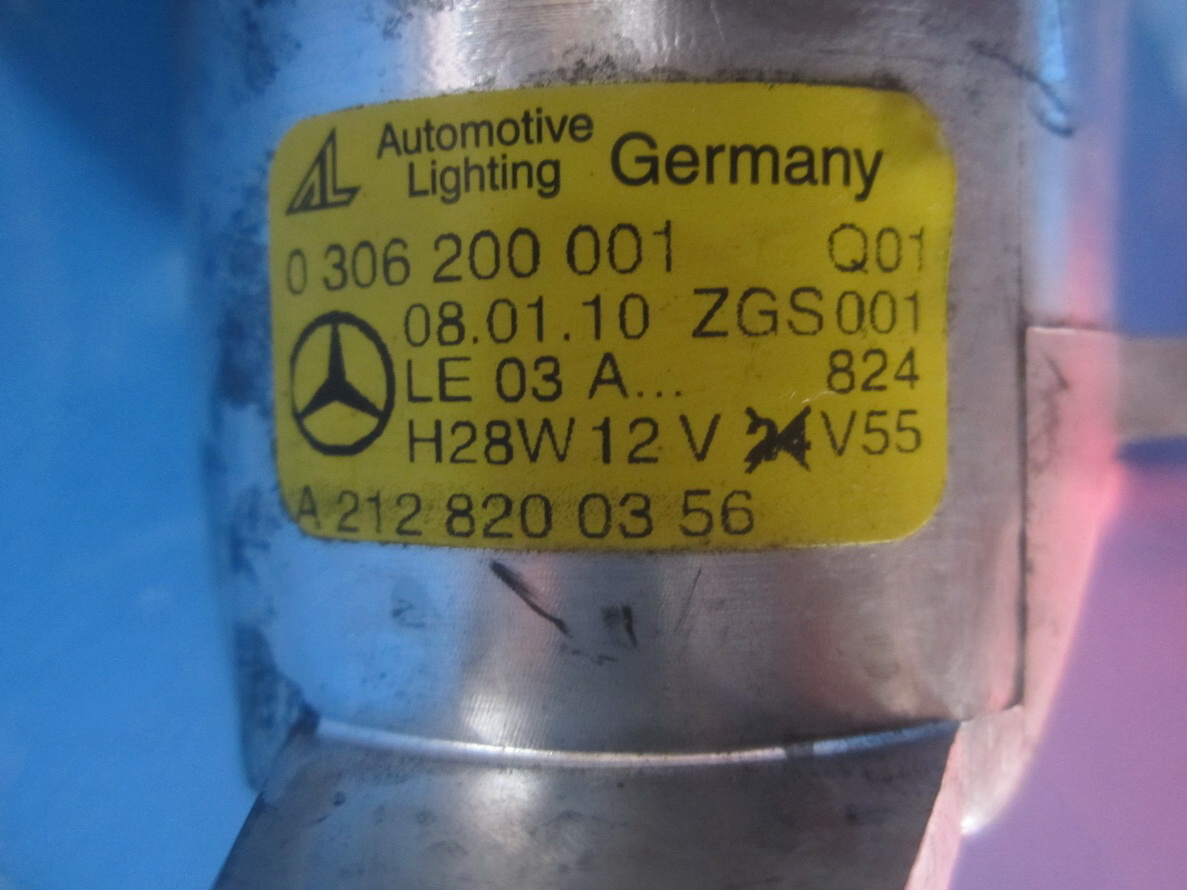 AL Automotive Lighting Germany
0 306 200 001 Q01
08.01.10 ZGS 001
LE 03 A... 824
H28W 12 V 24 V55
A 212 820 03 56